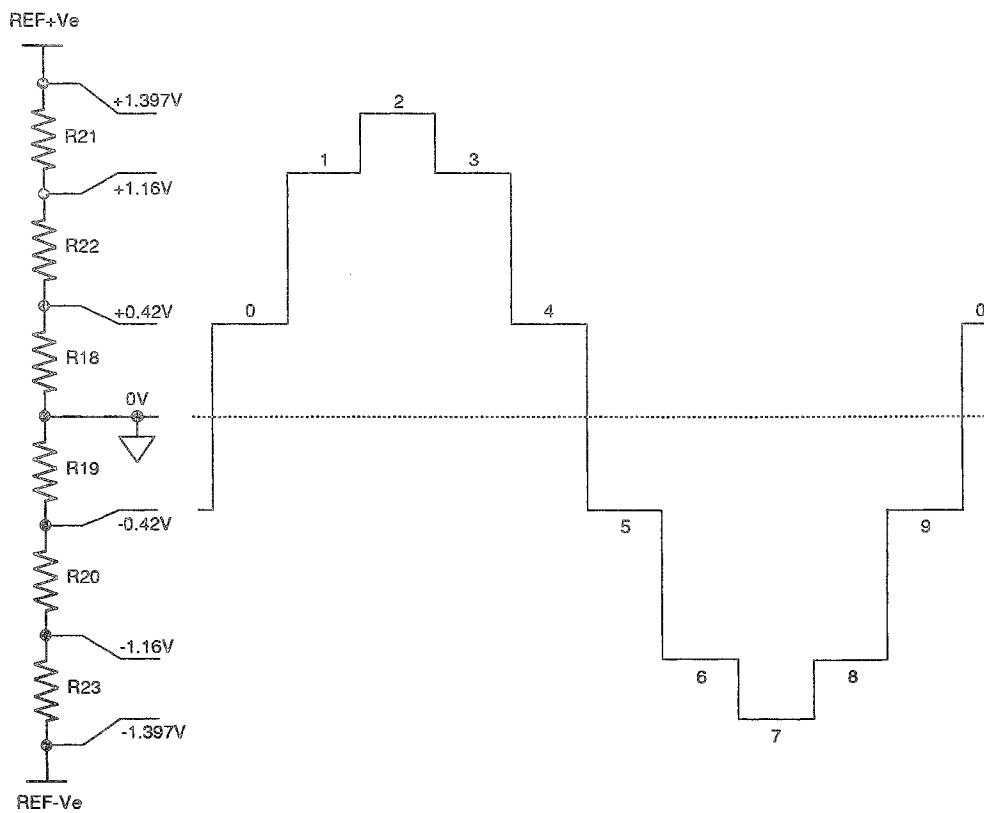 REF+Ve
+1.397V
R21
+1.16V
R22
+0.42V
R18
0V
R19
-0.42V
R20
-1.16V
R23
-1.397V
REF-Ve
0
1
2
3
4
5
6
7
8
9
0